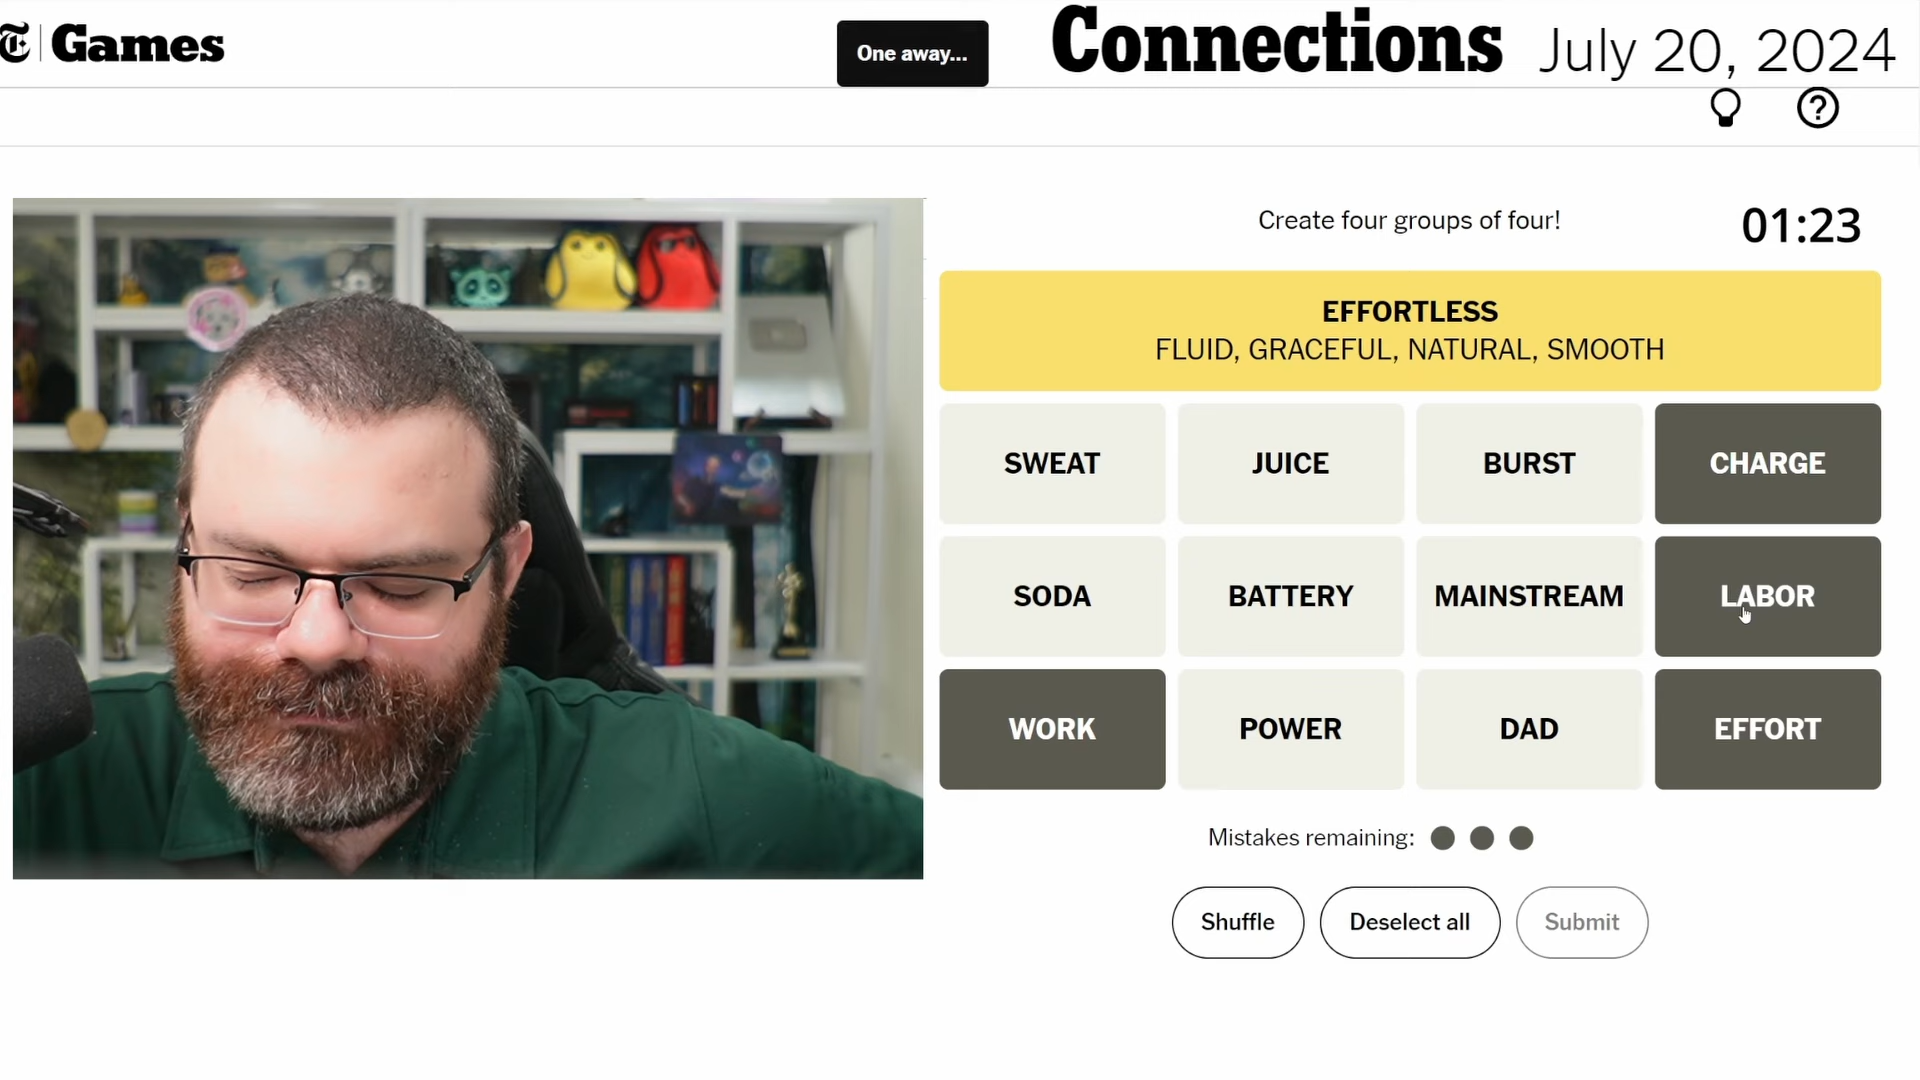 T Games
One away...
Connections July 20, 2024
?
Create four groups of four!
01:23
EFFORTLESS
FLUID, GRACEFUL, NATURAL, SMOOTH
SWEAT JUICE BURST CHARGE
SODA BATTERY MAINSTREAM LABOR
WORK POWER DAD EFFORT
Mistakes remaining:
Shuffle Deselect all Submit